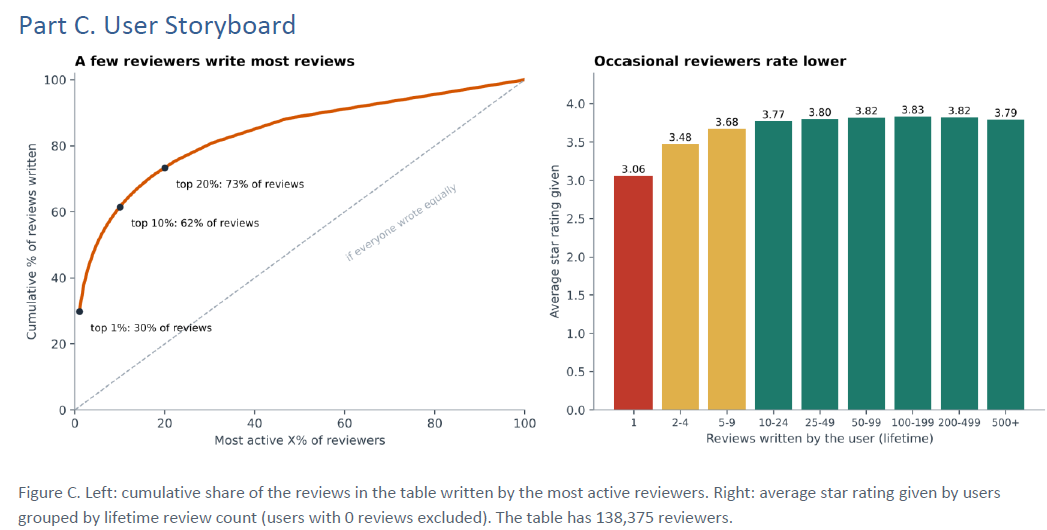 Part C. User Storyboard
A few reviewers write most reviews
Cumulative % of reviews written
100
80
60
40
20
0
top 20%: 73% of reviews
top 10%: 62% of reviews
top 1%: 30% of reviews
if everyone wrote equally
0 20 40 60 80 100
Most active X% of reviewers
Occasional reviewers rate lower
Average star rating given
4.0
3.5
3.0
2.5
2.0
1.5
1.0
0.5
0.0
3.06 3.48 3.68 3.77 3.80 3.82 3.83 3.82 3.79
1 2-4 5-9 10-24 25-49 50-99 100-199 200-499 500+
Reviews written by the user (lifetime)
Figure C. Left: cumulative share of the reviews in the table written by the most active reviewers. Right: average star rating given by users
grouped by lifetime review count (users with 0 reviews excluded). The table has 138,375 reviewers.